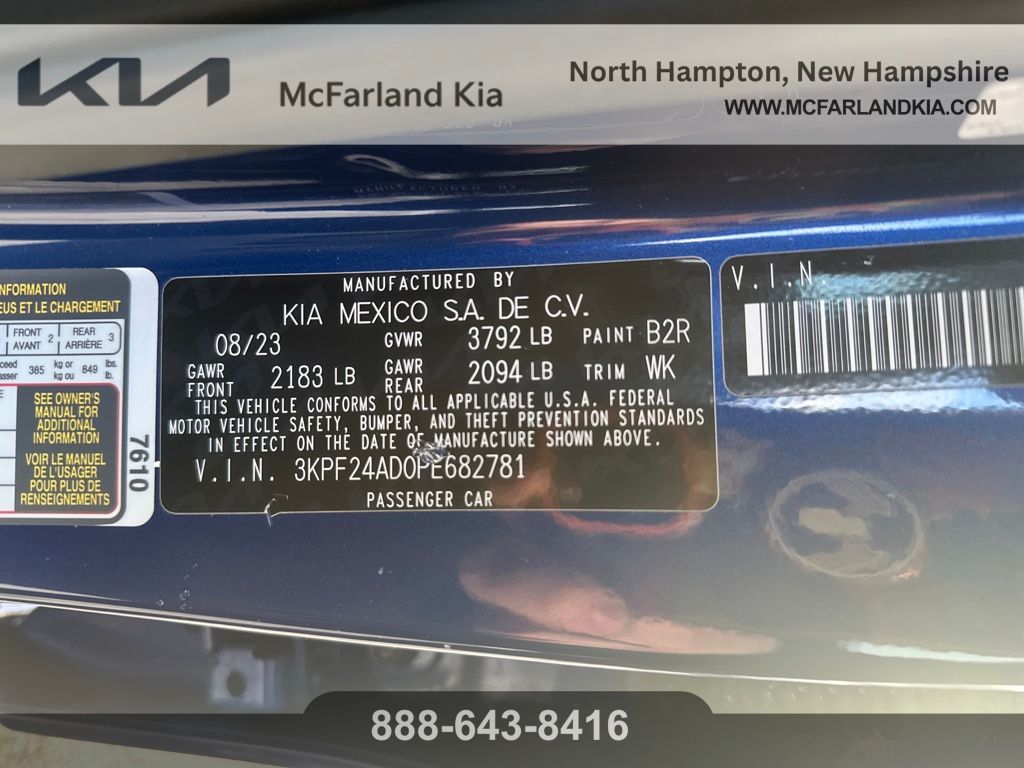 KIA
McFarland Kia
North Hampton, New Hampshire
WWW.MCFARLANDKIA.COM
MANUFACTURED BY
KIA MEXICO S.A. DE C.V.
08/23 GVWR 3792 LB PAINT B2R
GAWR FRONT 2183 LB GAWR REAR 2094 LB TRIM WK
THIS VEHICLE CONFORMS TO ALL APPLICABLE U.S.A. FEDERAL
MOTOR VEHICLE SAFETY, BUMPER, AND THEFT PREVENTION STANDARDS
IN EFFECT ON THE DATE OF MANUFACTURE SHOWN ABOVE.
V.I.N. 3KPF24AD0PE682781
PASSENGER CAR
V.I.N
NFORMATION
EUS ET LE CHARGEMENT
FRONT 2 REAR 3
AVANT ARRIÈRE
385 kg or 849 lbs.
kg ou lb.
SEE OWNER'S
MANUAL FOR
ADDITIONAL
INFORMATION
VOIR LE MANUEL
DE L'USAGER
POUR PLUS DE
RENSEIGNEMENTS
7610
888-643-8416